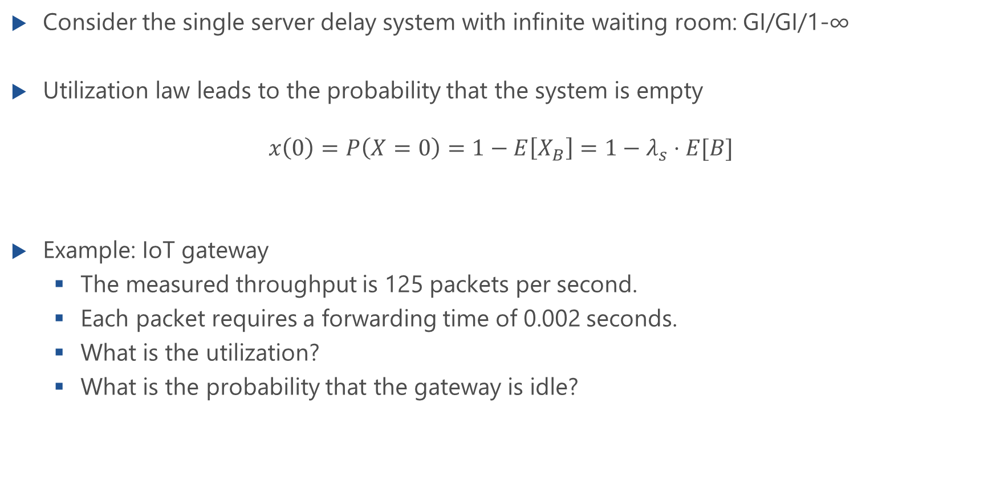 Consider the single server delay system with infinite waiting room: GI/GI/1-∞
Utilization law leads to the probability that the system is empty
x(0) = P(X = 0) = 1 − E[X_B] = 1 − λ_s · E[B]
Example: IoT gateway
The measured throughput is 125 packets per second.
Each packet requires a forwarding time of 0.002 seconds.
What is the utilization?
What is the probability that the gateway is idle?